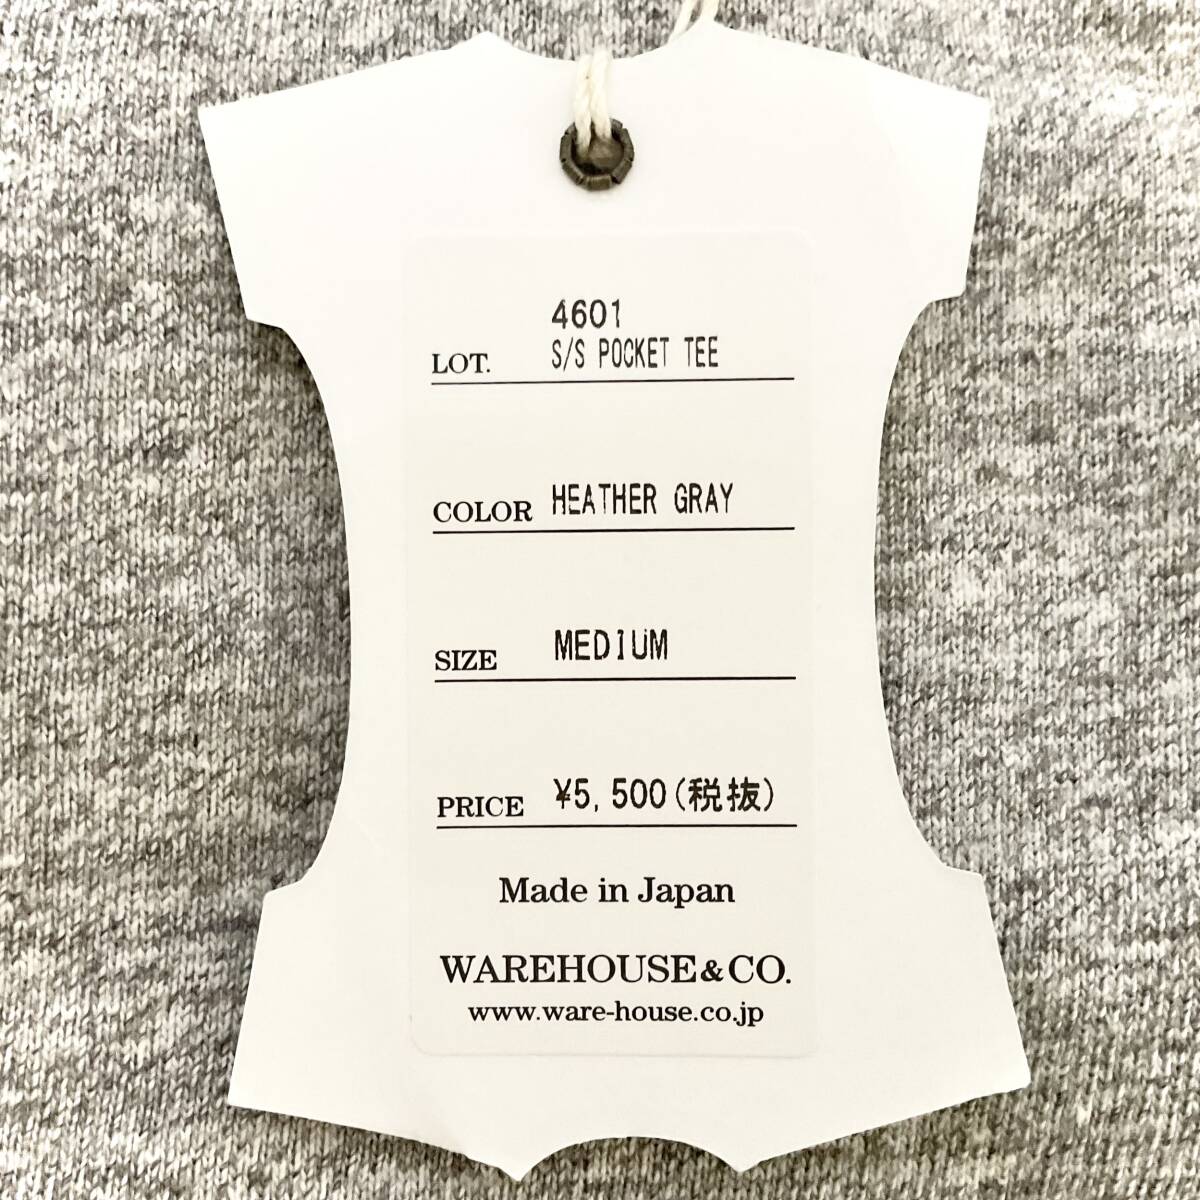 4601
LOT. S/S POCKET TEE
COLOR HEATHER GRAY
SIZE MEDIUM
PRICE ¥5,500(税抜)
Made in Japan
WAREHOUSE&CO.
www.ware-house.co.jp